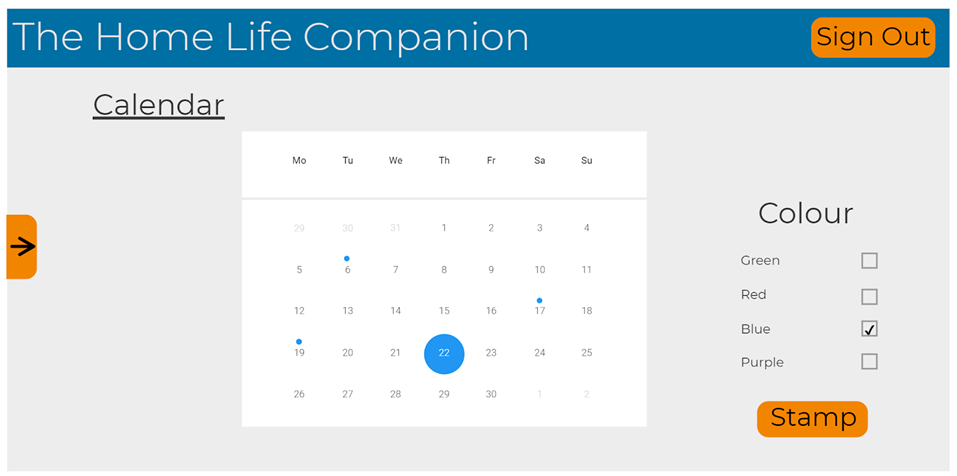 The Home Life Companion Sign Out
Calendar
Mo Tu We Th Fr Sa Su
29 30 31 1 2 3 4
5 6 7 8 9 10 11
12 13 14 15 16 17 18
19 20 21 22 23 24 25
26 27 28 29 30 1 2
Colour
Green
Red
Blue
Purple
Stamp